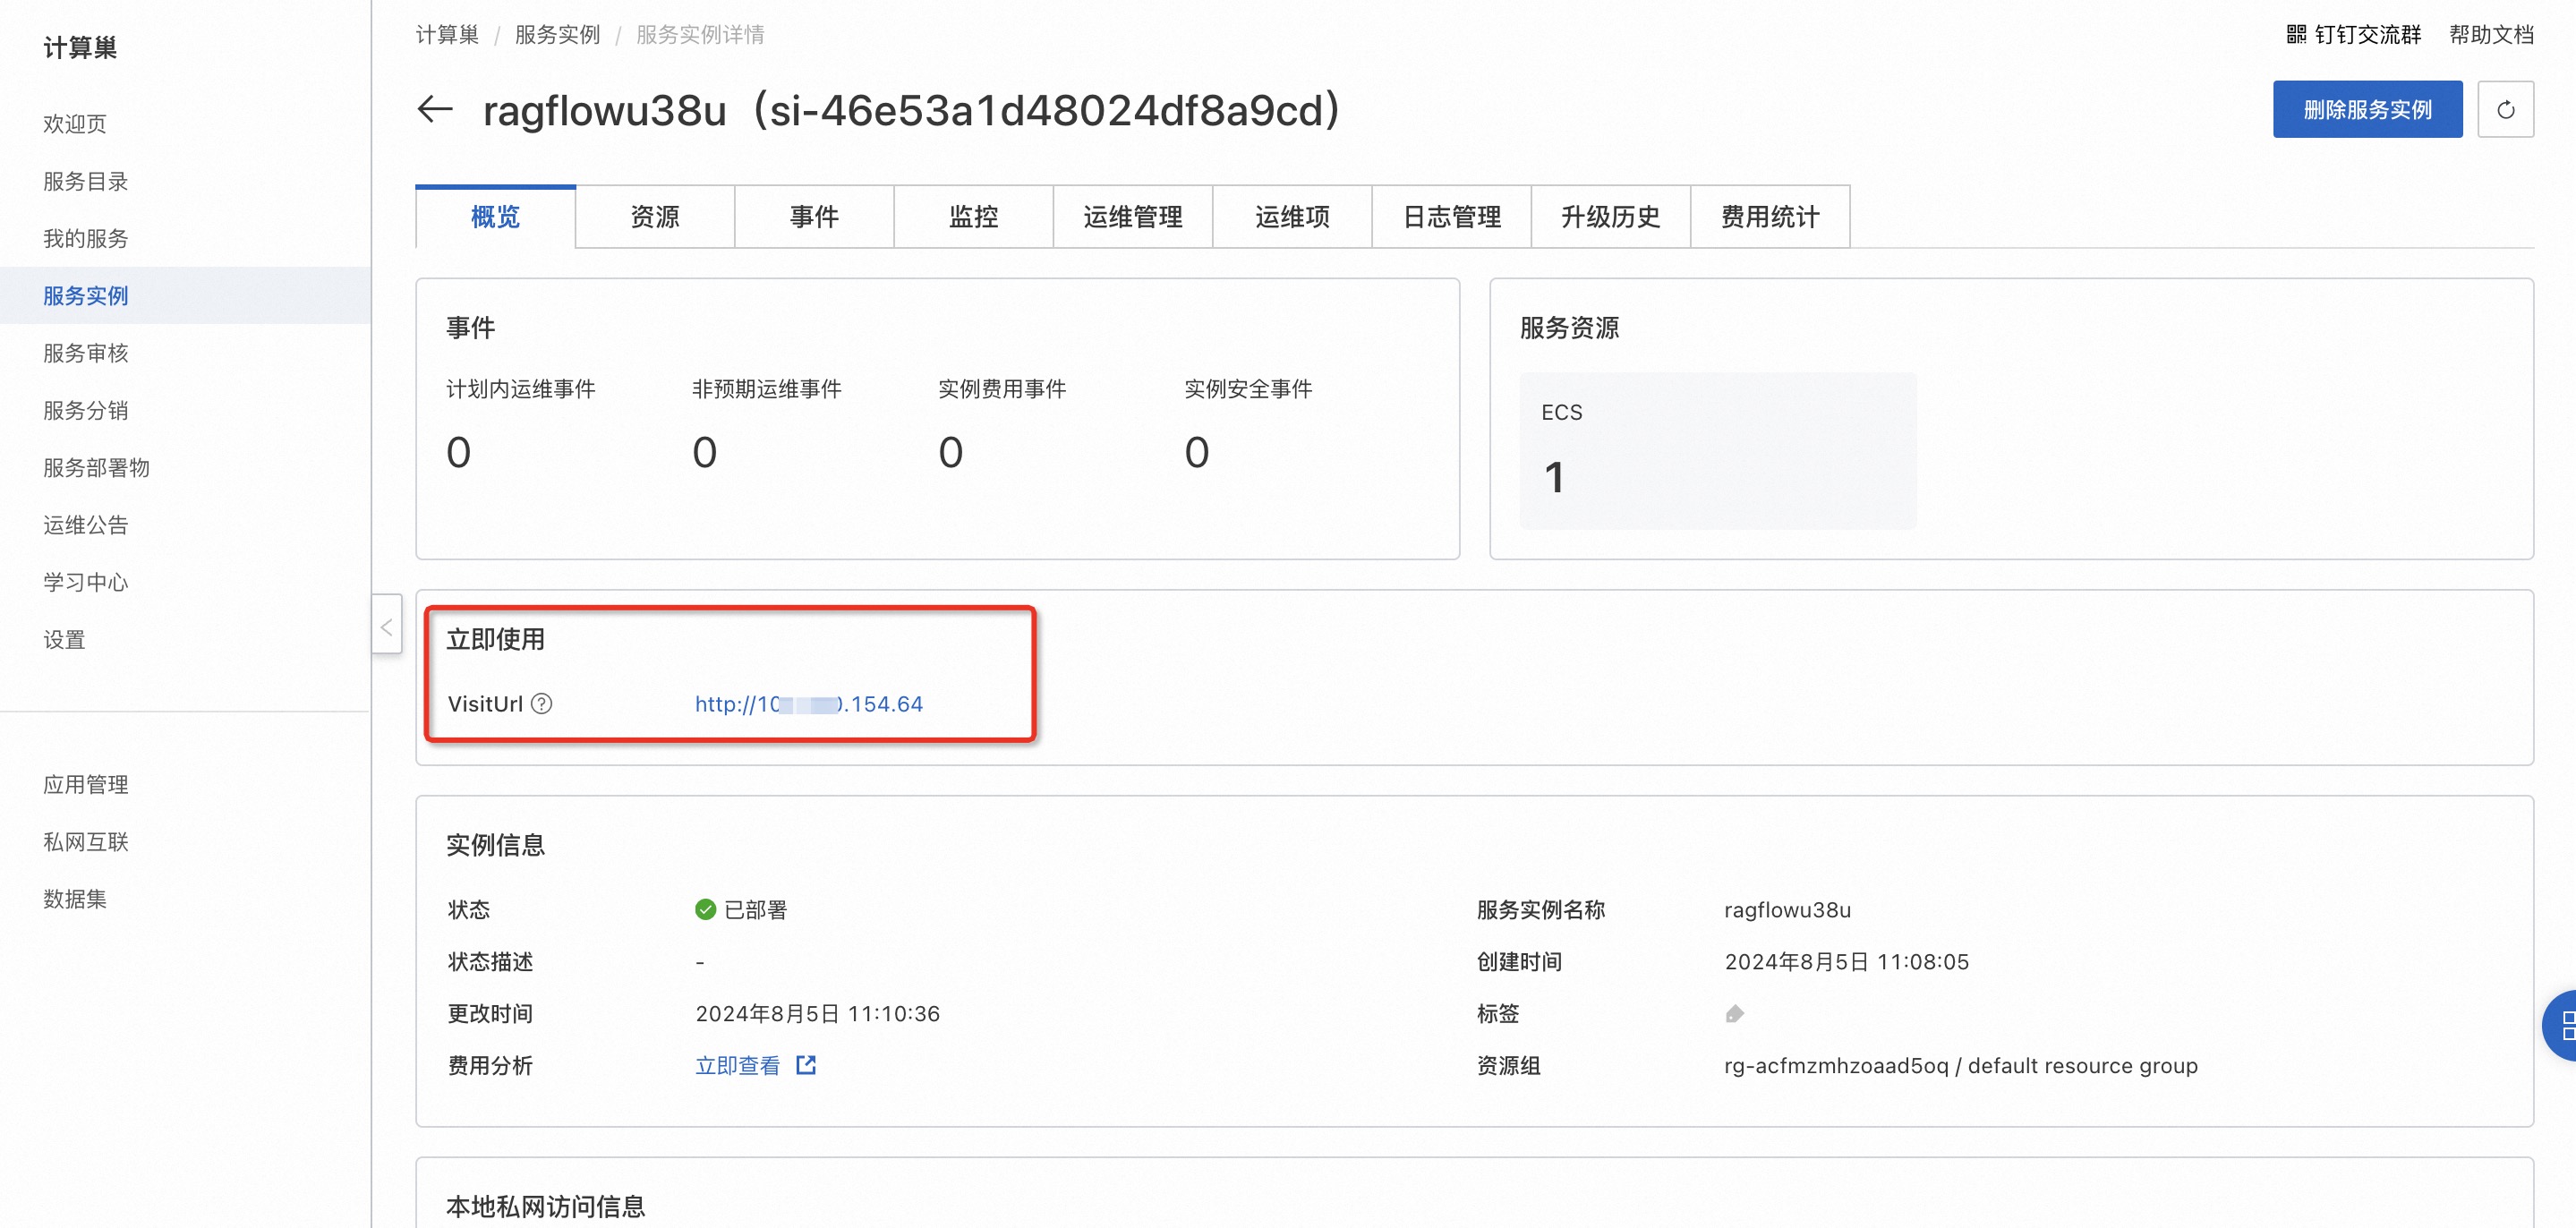 计算巢
欢迎页
服务目录
我的服务
服务实例
服务审核
服务分销
服务部署物
运维公告
学习中心
设置
应用管理
私网互联
数据集
计算巢 / 服务实例 / 服务实例详情
钉钉交流群 帮助文档
ragflowu38u（si-46e53a1d48024df8a9cd）
删除服务实例
概览 资源 事件 监控 运维管理 运维项 日志管理 升级历史 费用统计
事件
计划内运维事件 非预期运维事件 实例费用事件 实例安全事件
0 0 0 0
服务资源
ECS
1
立即使用
VisitUrl http://10 .154.64
实例信息
状态 已部署 服务实例名称 ragflowu38u
状态描述 - 创建时间 2024年8月5日 11:08:05
更改时间 2024年8月5日 11:10:36 标签
费用分析 立即查看 资源组 rg-acfmzmhzoaad5oq / default resource group
本地私网访问信息